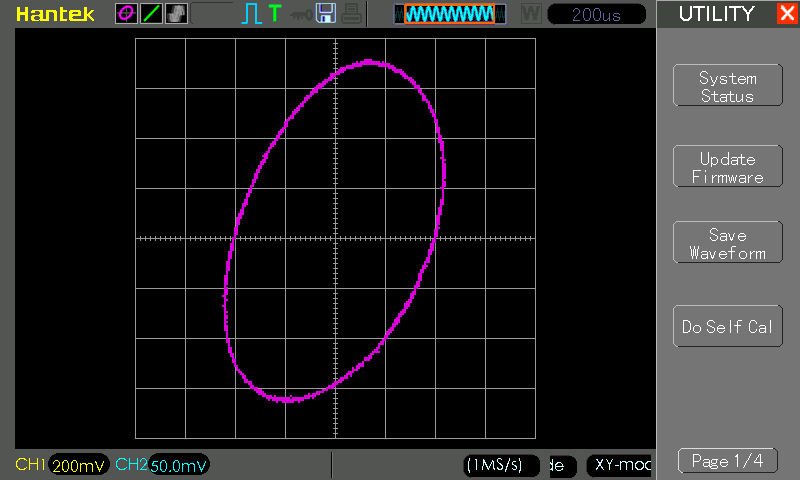 Hantek
T
W
200us
UTILITY
System
Status
Update
Firmware
Save
Waveform
Do Self Cal
CH1 200mV CH2 50.0mV
(1MS/s)
de
XY-mod
Page 1/4